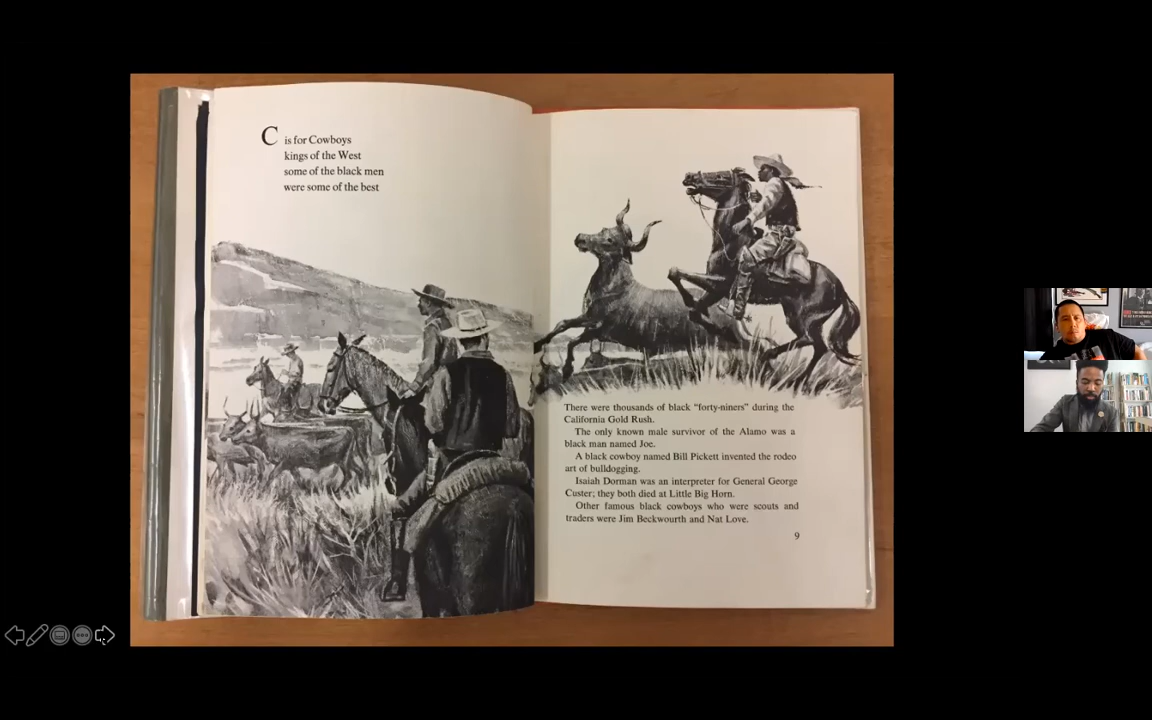 C is for Cowboys
kings of the West
some of the black men
were some of the best
There were thousands of black “forty-niners” during the
California Gold Rush.
The only known male survivor of the Alamo was a
black man named Joe.
A black cowboy named Bill Pickett invented the rodeo
art of bulldogging.
Isaiah Dorman was an interpreter for General George
Custer; they both died at Little Big Horn.
Other famous black cowboys who were scouts and
traders were Jim Beckwourth and Nat Love.
9